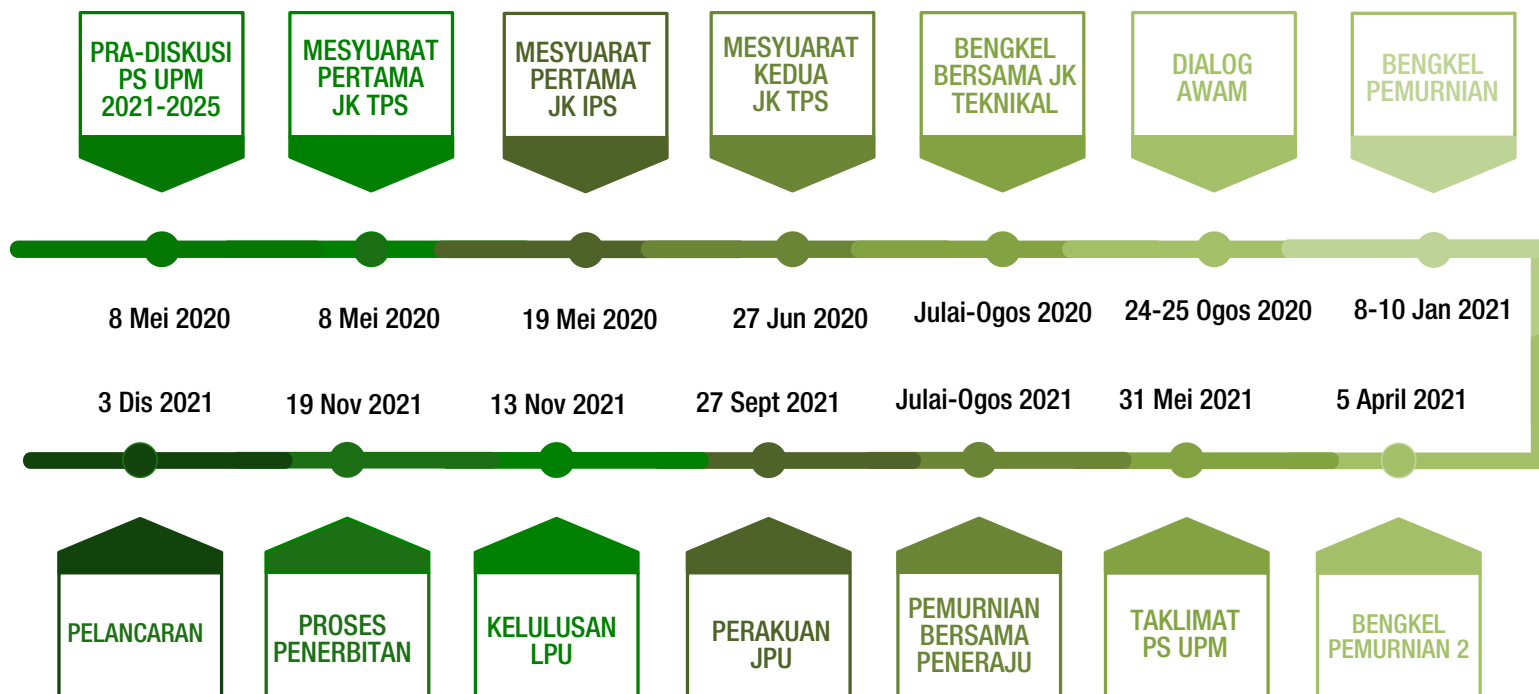 PRA-DISKUSI
PS UPM
2021-2025
MESYUARAT
PERTAMA
JK TPS
MESYUARAT
PERTAMA
JK IPS
MESYUARAT
KEDUA
JK TPS
BENGKEL
BERSAMA JK
TEKNIKAL
DIALOG
AWAM
BENGKEL
PEMURNIAN
8 Mei 2020
8 Mei 2020
19 Mei 2020
27 Jun 2020
Julai-Ogos 2020
24-25 Ogos 2020
8-10 Jan 2021
3 Dis 2021
19 Nov 2021
13 Nov 2021
27 Sept 2021
Julai-Ogos 2021
31 Mei 2021
5 April 2021
PELANCARAN
PROSES
PENERBITAN
KELULUSAN
LPU
PERAKUAN
JPU
PEMURNIAN
BERSAMA
PENERAJU
TAKLIMAT
PS UPM
BENGKEL
PEMURNIAN 2